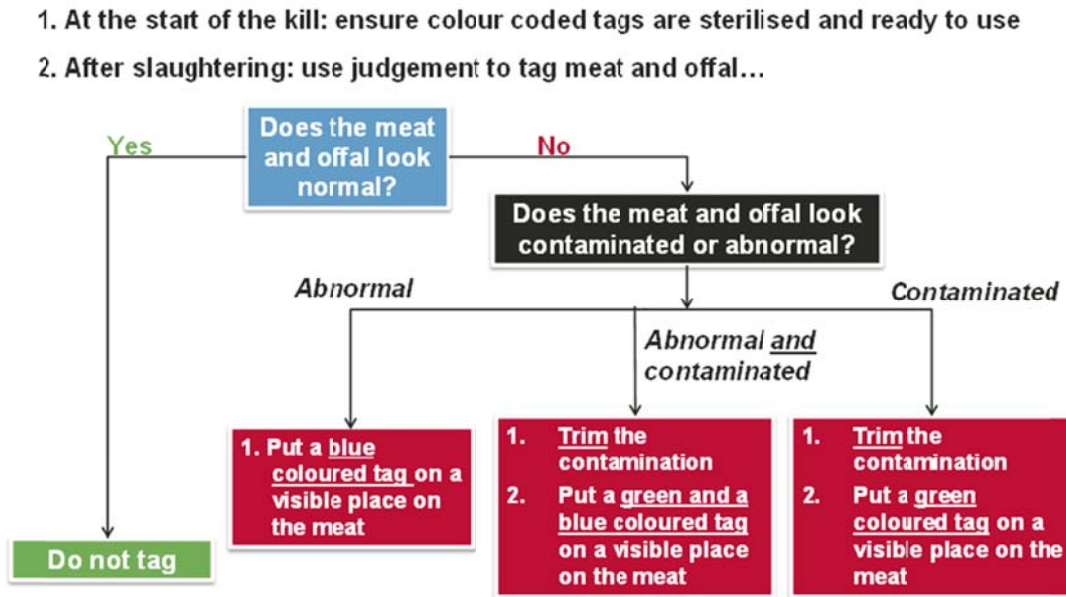 1. At the start of the kill: ensure colour coded tags are sterilised and ready to use
2. After slaughtering: use judgement to tag meat and offal...
Does the meat
and offal look
normal?
Yes
No
Does the meat and offal look
contaminated or abnormal?
Abnormal
Abnormal and
contaminated
Contaminated
Do not tag
1. Put a blue
coloured tag on a
visible place on
the meat
1. Trim the
contamination
2. Put a green and a
blue coloured tag
on a visible place
on the meat
1. Trim the
contamination
2. Put a green
coloured tag on a
visible place on the
meat